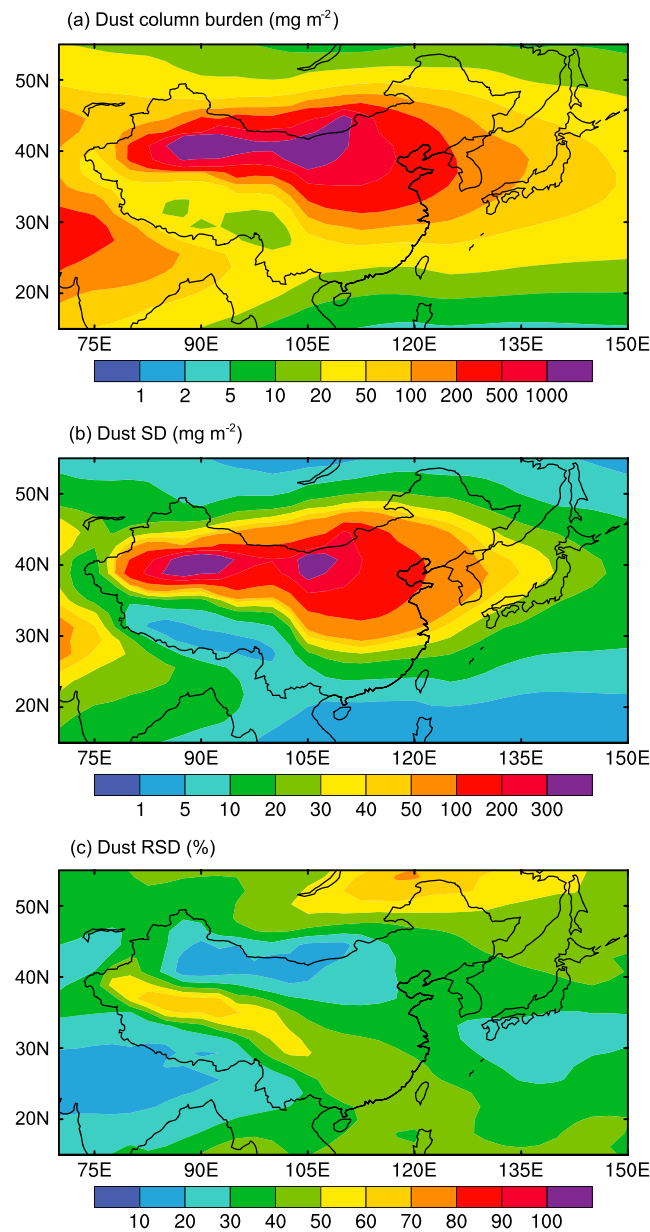 (a) Dust column burden (mg m⁻²)
50N
40N
30N
20N
75E 90E 105E 120E 135E 150E
1 2 5 10 20 50 100 200 500 1000
(b) Dust SD (mg m⁻²)
50N
40N
30N
20N
75E 90E 105E 120E 135E 150E
1 5 10 20 30 40 50 100 200 300
(c) Dust RSD (%)
50N
40N
30N
20N
75E 90E 105E 120E 135E 150E
10 20 30 40 50 60 70 80 90 100